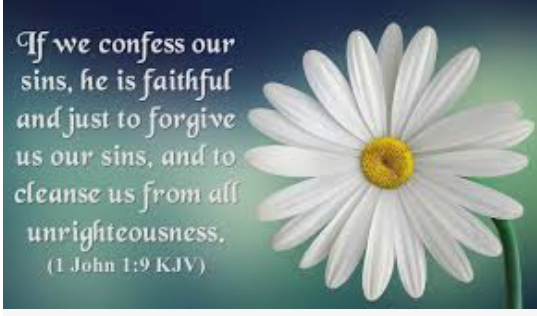 If we confess our
sins, he is faithful
and just to forgive
us our sins, and to
cleanse us from all
unrighteousness.
(1 John 1:9 KJV)